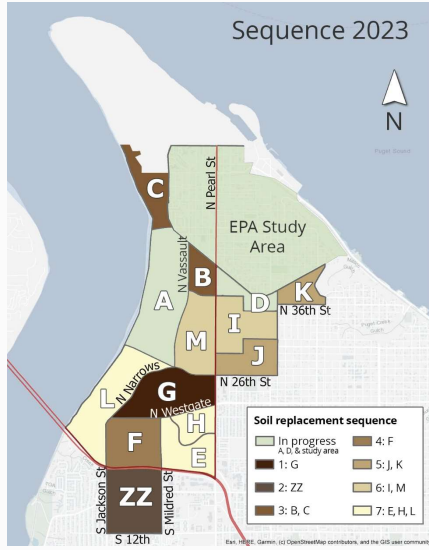 Sequence 2023
N
Puget Sound
C
N Pearl St
EPA Study
Area
N Vassault
B
A
D
K
N 36th St
I
M
J
N 26th St
L
N Narrows
G
N Westgate
H
F
E
S Jackson St
ZZ
S Mildred St
S 12th
Soil replacement sequence
In progress
A, D, & study area
1: G
2: ZZ
3: B, C
4: F
5: J, K
6: I, M
7: E, H, L
Esri, HERE, Garmin, (c) OpenStreetMap contributors, and the GIS user community